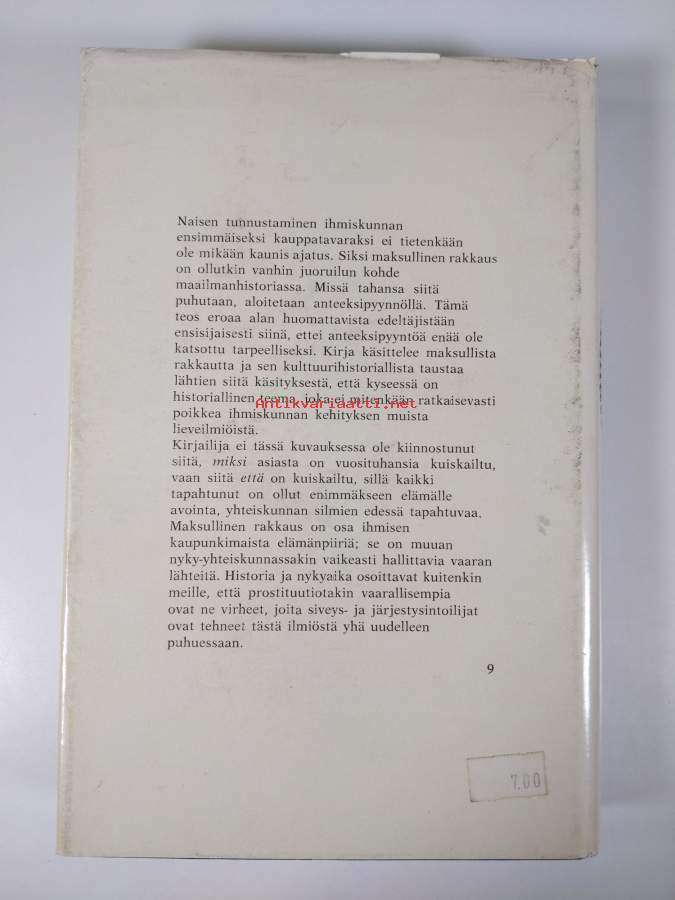 Naisen tunnustaminen ihmiskunnan
ensimmäiseksi kauppatavaraksi ei tietenkään
ole mikään kaunis ajatus. Siksi maksullinen rakkaus
on ollutkin vanhin juoruilun kohde
maailmanhistoriassa. Missä tahansa siitä
puhutaan, aloitetaan anteeksipyynnöllä. Tämä
teos eroaa alan huomattavista edeltäjistään
ensisijaisesti siinä, ettei anteeksipyyntöä enää ole
katsottu tarpeelliseksi. Kirja käsittelee maksullista
rakkautta ja sen kulttuurihistoriallista taustaa
lähtien siitä käsityksestä, että kyseessä on
historiallinen teema, joka ei mitenkään ratkaisevasti
Antikvariaatti.net
poikkea ihmiskunnan kehityksen muista
lieveilmiöistä.
Kirjailija ei tässä kuvauksessa ole kiinnostunut
siitä, miksi asiasta on vuosituhansia kuiskailtu,
vaan siitä että on kuiskailtu, sillä kaikki
tapahtunut on ollut enimmäkseen elämälle
avointa, yhteiskunnan silmien edessä tapahtuvaa.
Maksullinen rakkaus on osa ihmisen
kaupunkimaista elämänpiiriä; se on muuan
nyky-yhteiskunnassakin vaikeasti hallittavia vaaran
lähteitä. Historia ja nykyaika osoittavat kuitenkin
meille, että prostituutiotakin vaarallisempia
ovat ne virheet, joita siveys- ja järjestysintoilijat
ovat tehneet tästä ilmiöstä yhä uudelleen
puhuessaan.
9
7.00